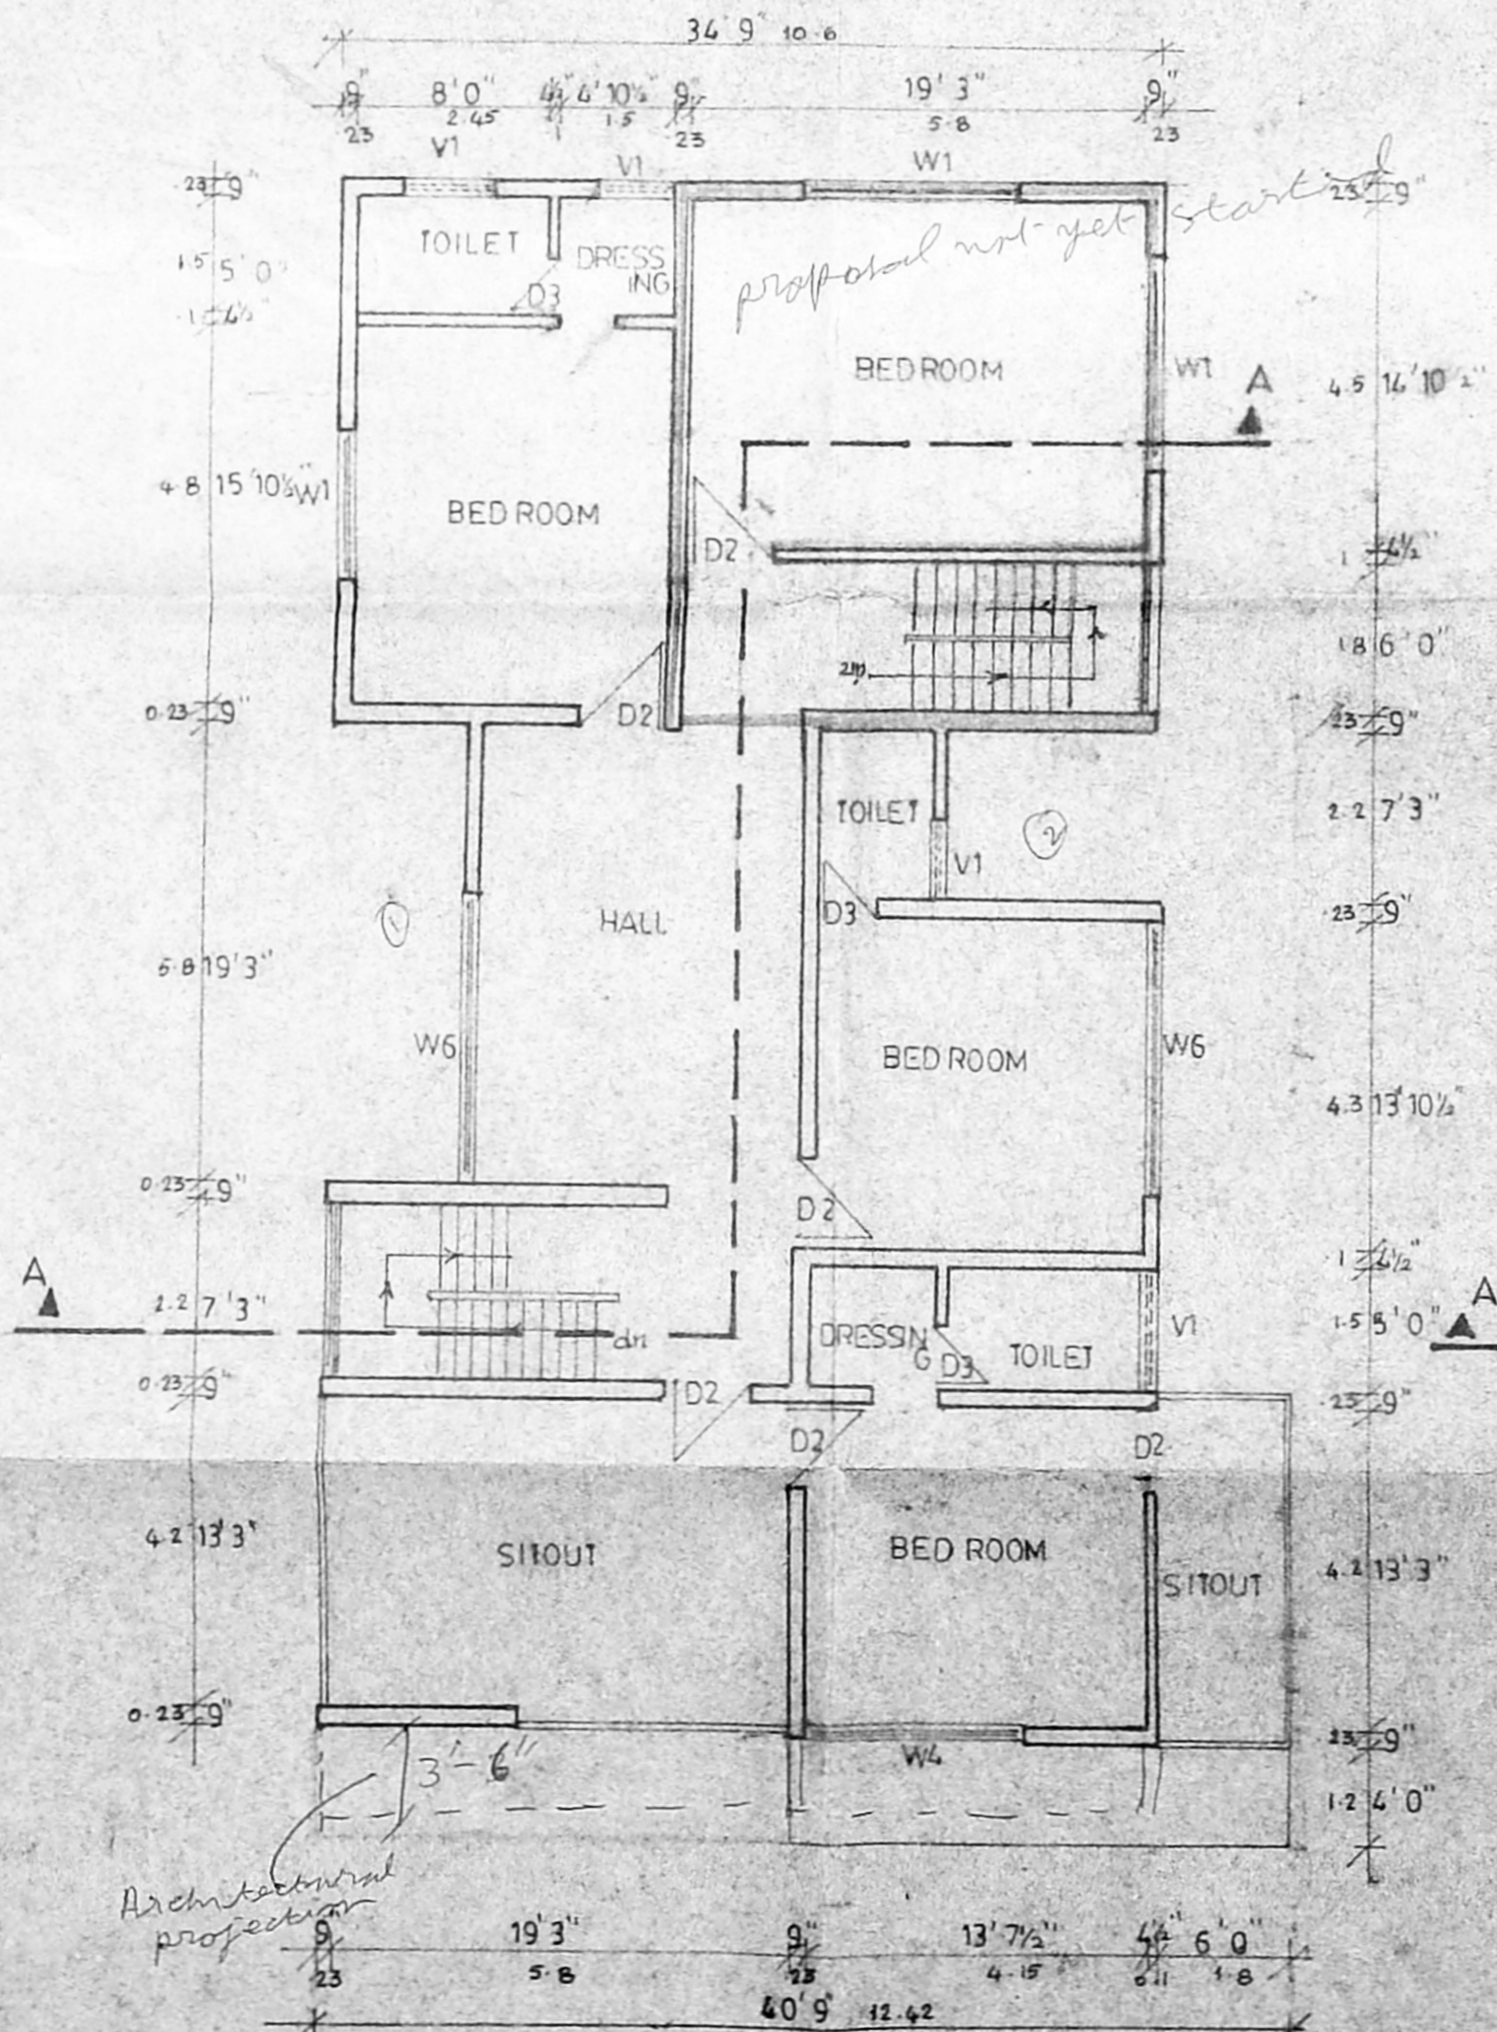 34' 9" 10.6
9" 8'0" 4½" 4'10½" 9" 19'3" 9"
23 2.45 1.5 23 5.8 23
V1 V1 W1
.23 9" 23 9"
proposal not yet started
TOILET DRESS
ING
1.5 5'0"
D3
.1 4½"
BED ROOM W1 A
4.5 14'10
4.8 15'10½" W1
BED ROOM
D2 1 4½"
1.8 6'0"
up
0.23 9" D2 23 9"
TOILET 2 2.2 7'3"
V1
1 HALL D3 .23 9"
5.8 19'3"
W6 BED ROOM W6
4.3 13'10½"
0.23 9" D2
.1 4½"
A 2.2 7'3" A
dn DRESSIN
G D3 TOILET V1 1.5 5'0"
0.23 9" D2 .23 9"
D2 D2
4.2 13'3" SITOUT BED ROOM SITOUT 4.2 13'3"
0.23 9" .23 9"
3'-6" W4
1.2 4'0"
Architectural
projection
9" 19'3" 9" 13'7½" 4½" 6'0"
23 5.8 23 4.15 0.11 1.8
40'9" 12.42